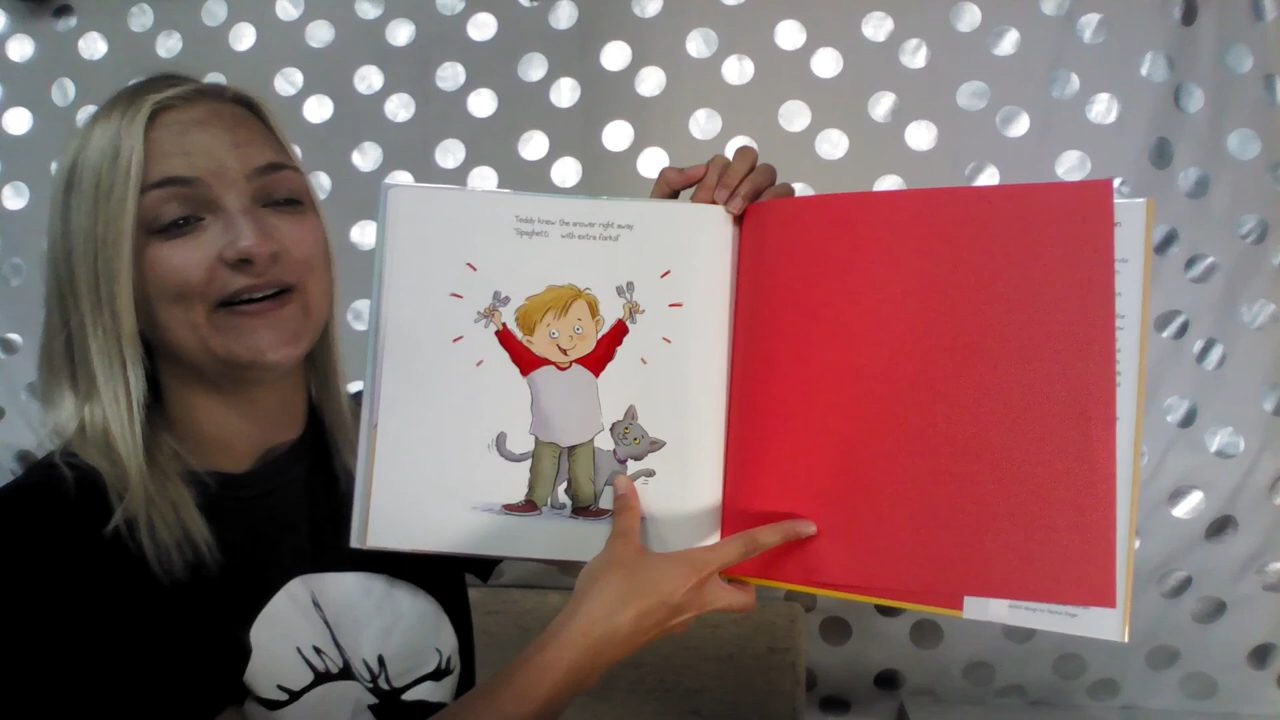 Teddy knew the answer right away.
"Spaghetti with extra forks!"